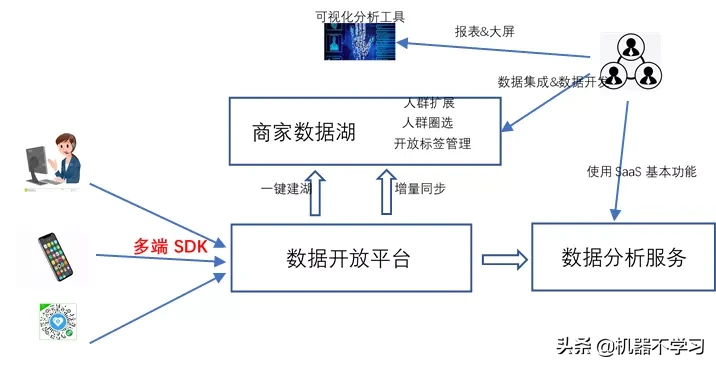 可视化分析工具
报表&大屏
数据集成&数据开发
商家数据湖
人群扩展
人群圈选
开放标签管理
一键建湖
增量同步
使用 SaaS 基本功能
多端 SDK
数据开放平台
数据分析服务
头条 @机器不学习